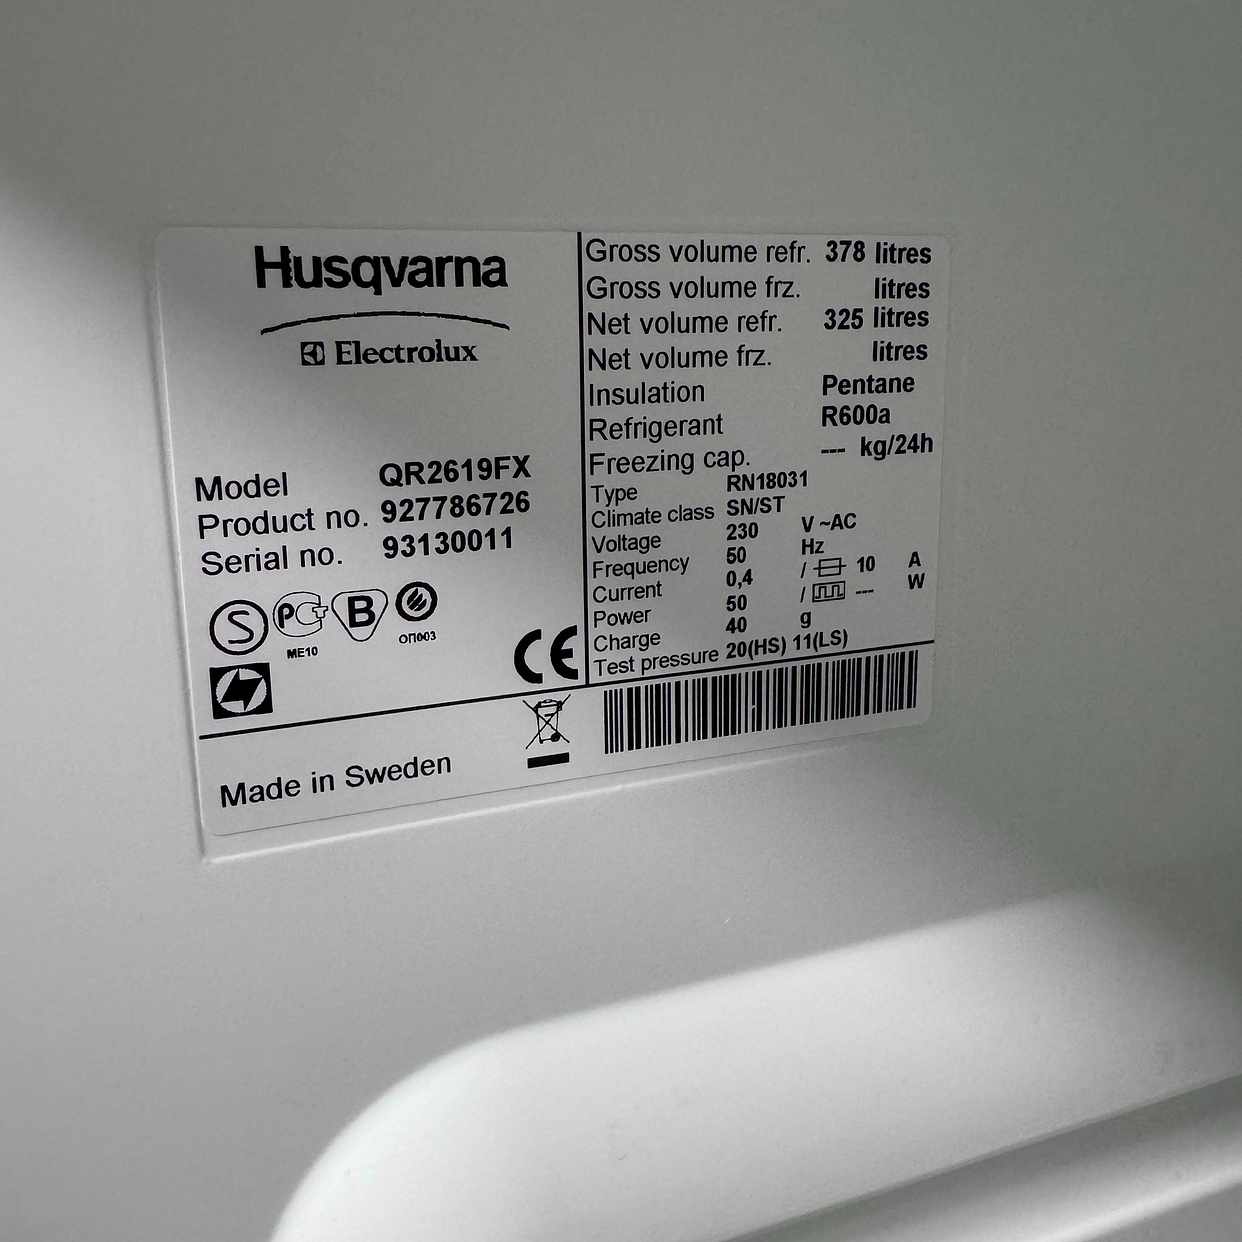 Husqvarna
Electrolux
Model QR2619FX
Product no. 927786726
Serial no. 93130011
S PCT B
ME10 ОП003
CE
Made in Sweden
Gross volume refr. 378 litres
Gross volume frz. litres
Net volume refr. 325 litres
Net volume frz. litres
Insulation Pentane
Refrigerant R600a
Freezing cap. --- kg/24h
Type RN18031
Climate class SN/ST
Voltage 230 V ~AC
Frequency 50 Hz
Current 0,4 / 10 A
Power 50 / --- W
Charge 40 g
Test pressure 20(HS) 11(LS)